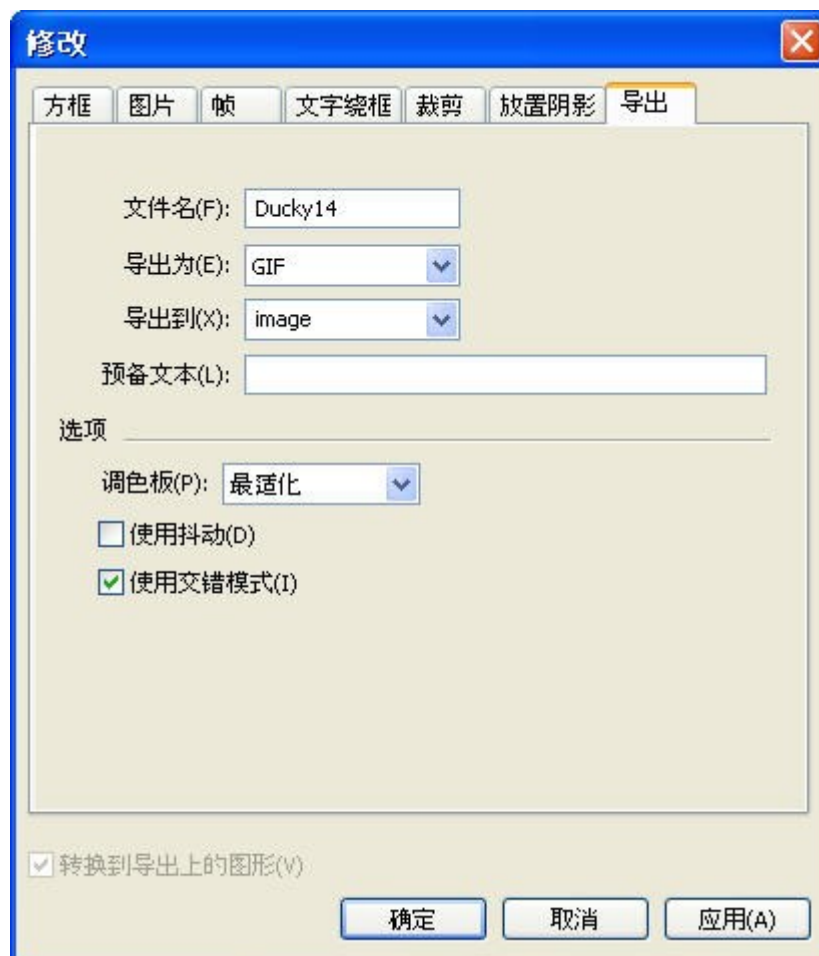 修改
方框 图片 帧 文字绕框 裁剪 放置阴影 导出
文件名(F): Ducky14
导出为(E): GIF
导出到(X): image
预备文本(L):
选项
调色板(P): 最适化
使用抖动(D)
使用交错模式(I)
转换到导出上的图形(V)
确定 取消 应用(A)